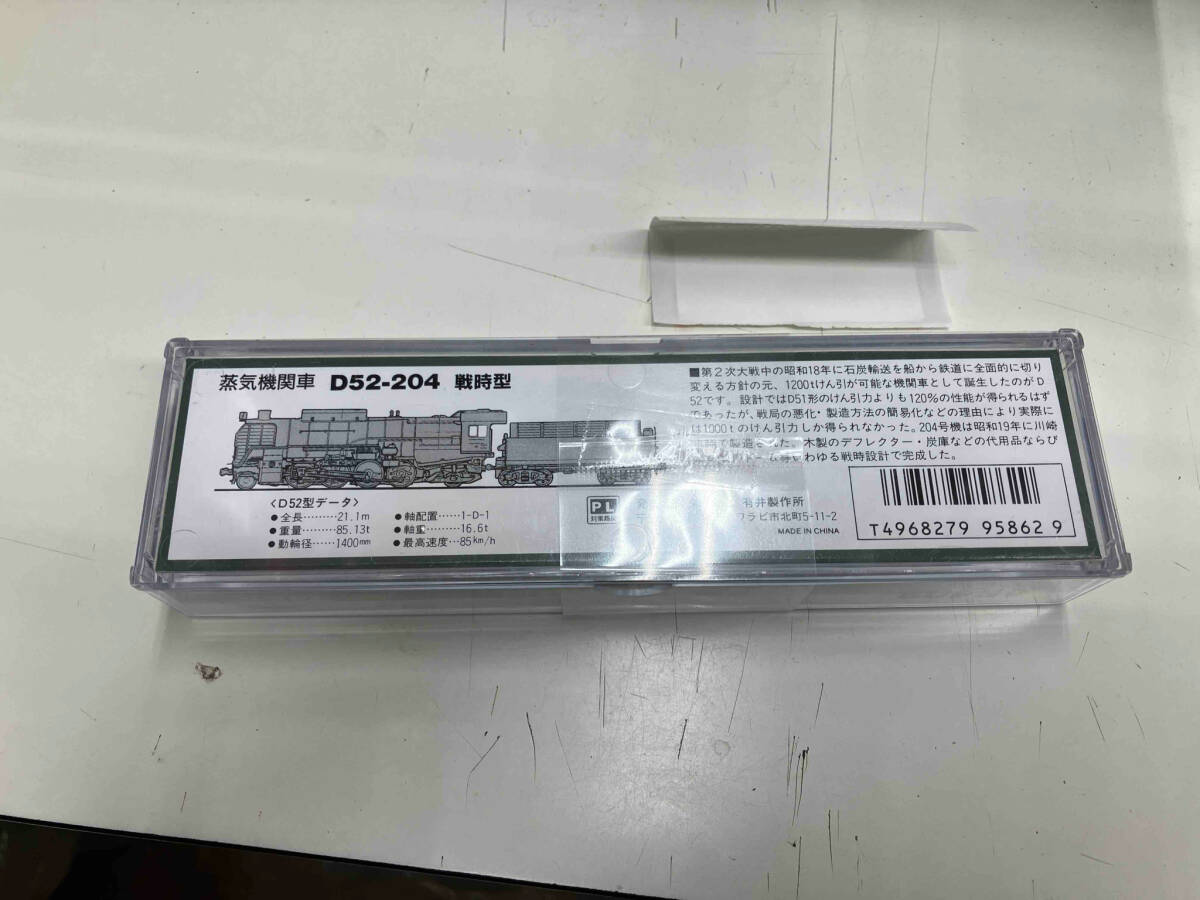 蒸気機関車 D52-204 戦時型
〈D52型データ〉
●全長………21.1m
●重量………85.13t
●動輪径……1400mm
●軸配置……1-D-1
●軸重………16.6t
●最高速度…85km/h
■第2次大戦中の昭和18年に石炭輸送を船から鉄道に全面的に切り
変える方針の元、1200tけん引が可能な機関車として誕生したのがD
52です。設計ではD51形のけん引力よりも120%の性能が得られるはず
であったが、戦局の悪化・製造方法の簡易化などの理由により実際に
は1000tのけん引力しか得られなかった。204号機は昭和19年に川崎
で製造された。木製のデフレクター・炭庫などの代用品ならび
わゆる戦時設計で完成した。
PL
有井製作所
ワラビ市北町5-11-2
MADE IN CHINA
T4968279 95862 9